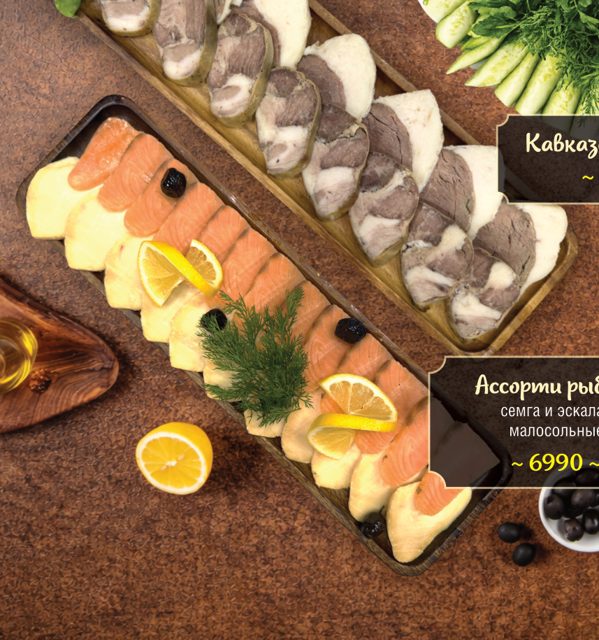 Кавказ
~
Ассорти рыб
семга и эскала
малосольные
~ 6990 ~